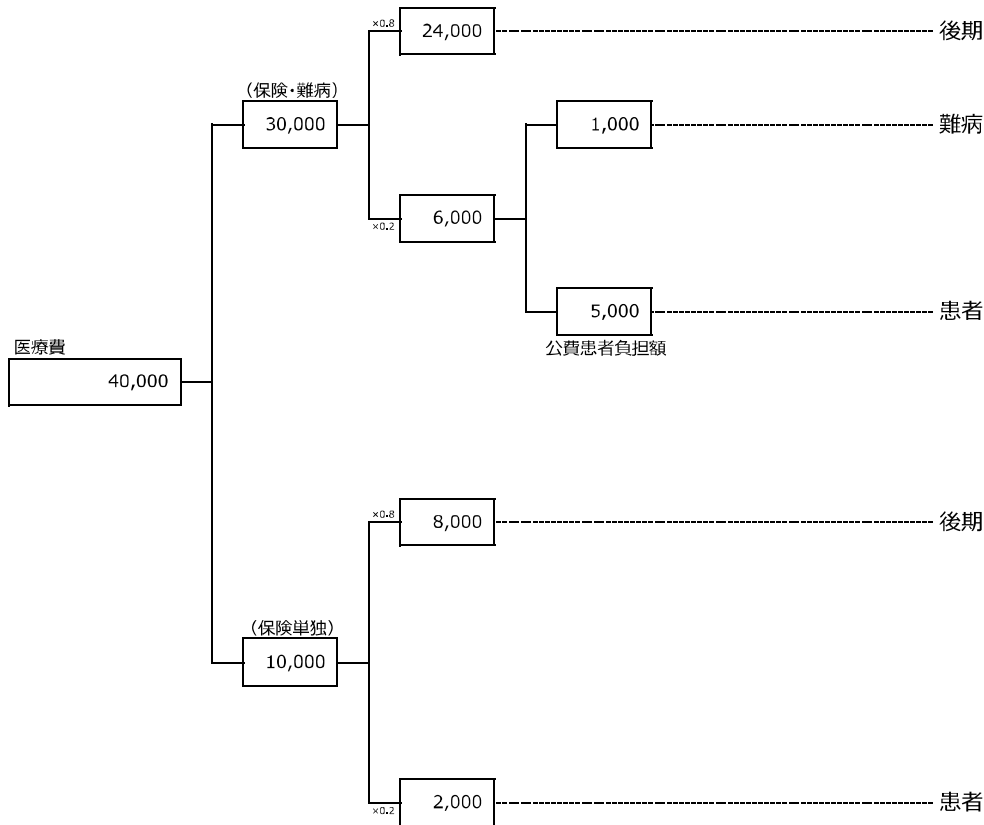 ×0.8
24,000
後期
（保険・難病）
30,000
1,000
難病
×0.2
6,000
5,000
患者
公費患者負担額
医療費
40,000
×0.8
8,000
後期
（保険単独）
10,000
×0.2
2,000
患者